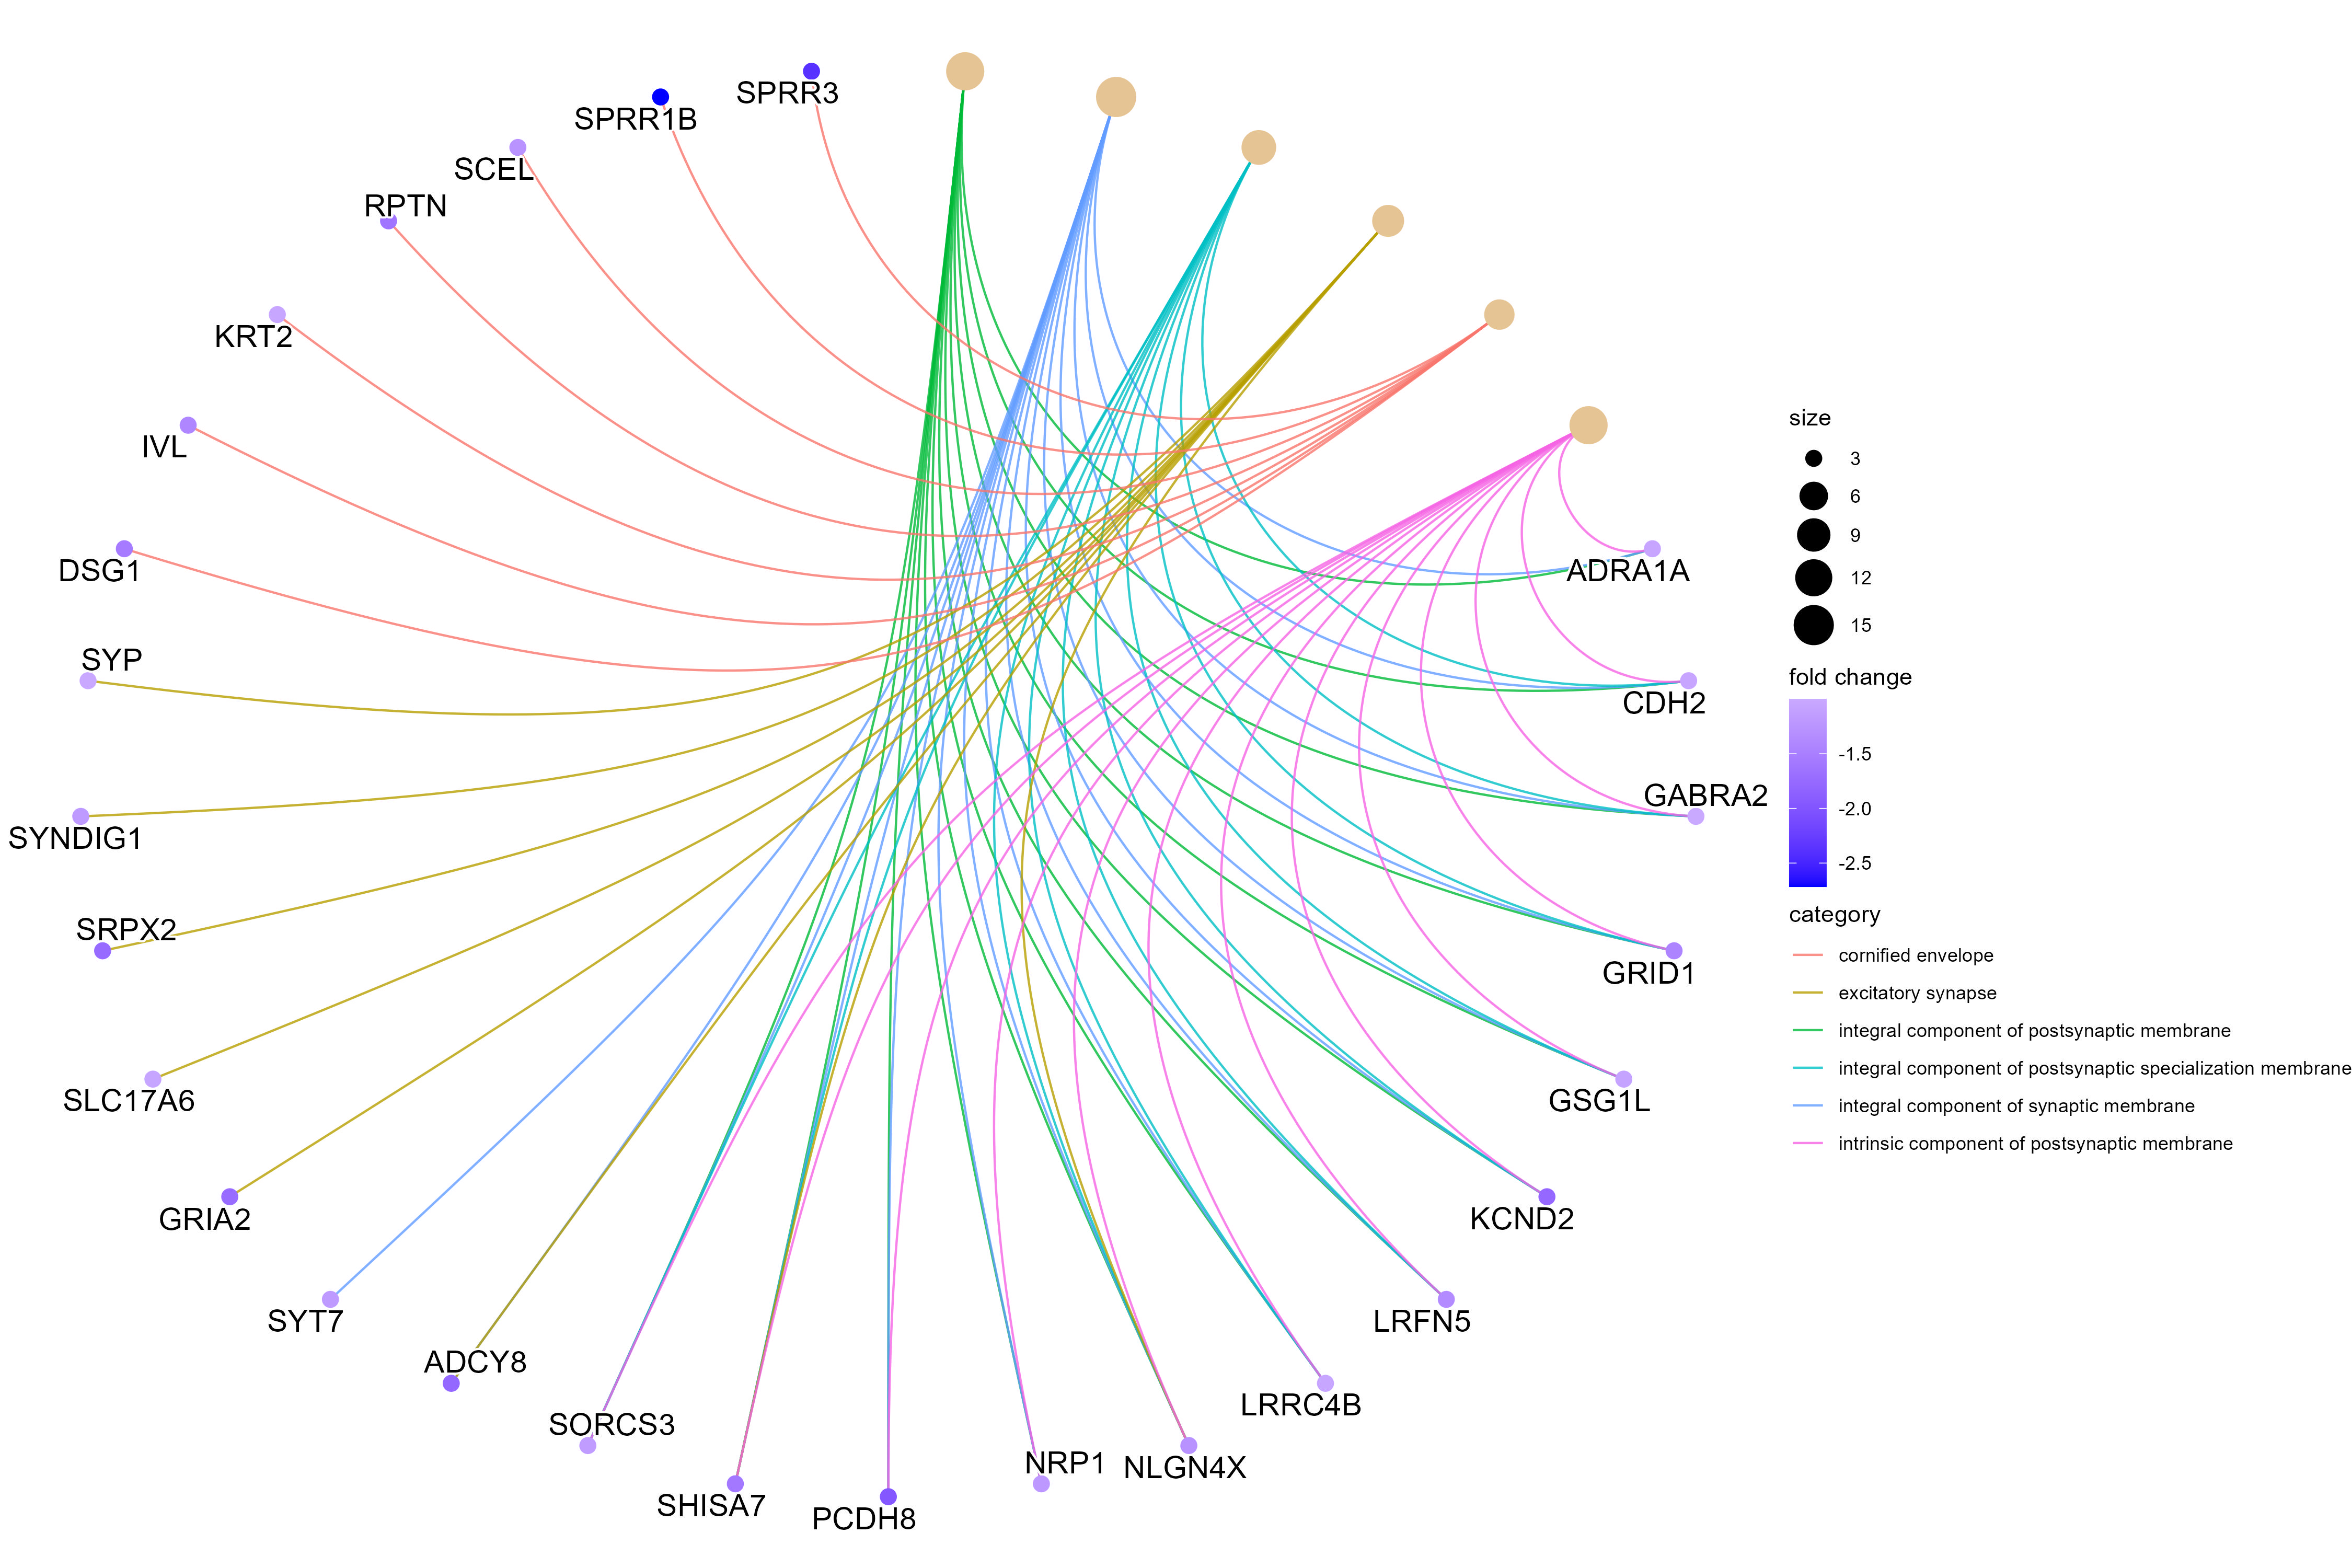 SPRR3
SPRR1B
SCEL
RPTN
KRT2
IVL
DSG1
SYP
SYNDIG1
SRPX2
SLC17A6
GRIA2
SYT7
ADCY8
SORCS3
SHISA7
PCDH8
NRP1
NLGN4X
LRRC4B
LRFN5
KCND2
GSG1L
GRID1
GABRA2
CDH2
ADRA1A
size
3
6
9
12
15
fold change
-1.5
-2.0
-2.5
category
cornified envelope
excitatory synapse
integral component of postsynaptic membrane
integral component of postsynaptic specialization membrane
integral component of synaptic membrane
intrinsic component of postsynaptic membrane